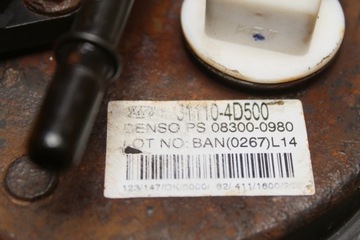 31110-4D500
DENSO PS 08300-0980
LOT NO: BAN(0267)L14